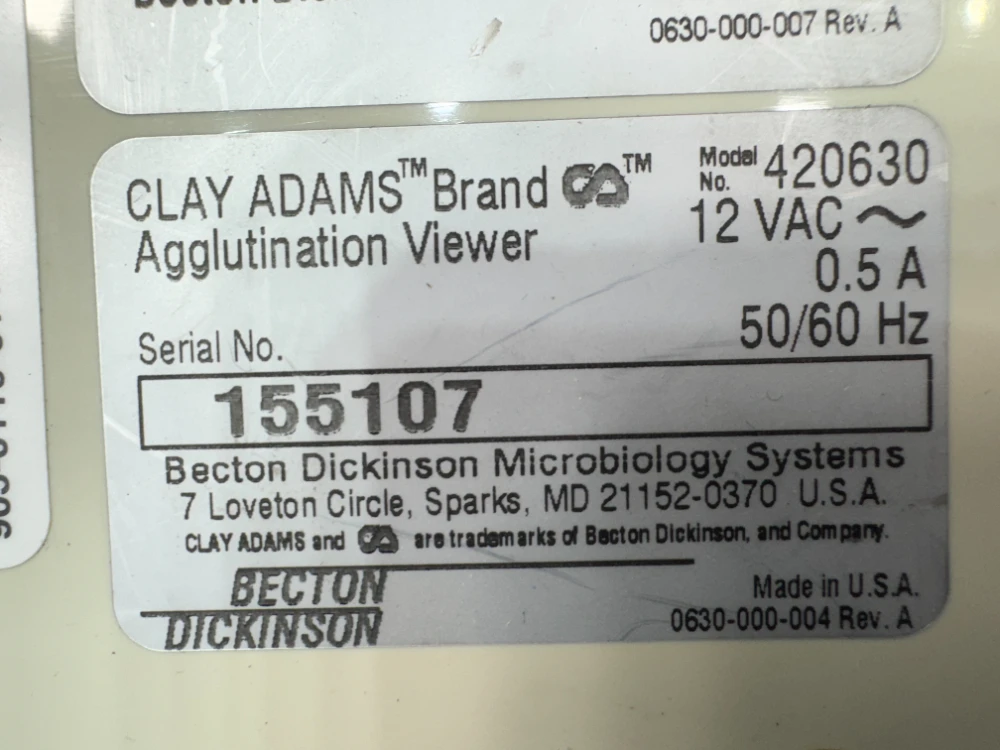 0630-000-007 Rev. A
CLAY ADAMS™ Brand CA™
Agglutination Viewer
Model No. 420630
12 VAC ~
0.5 A
50/60 Hz
Serial No.
155107
Becton Dickinson Microbiology Systems
7 Loveton Circle, Sparks, MD 21152-0370 U.S.A.
CLAY ADAMS and CA are trademarks of Becton Dickinson, and Company.
BECTON
DICKINSON
Made in U.S.A.
0630-000-004 Rev. A